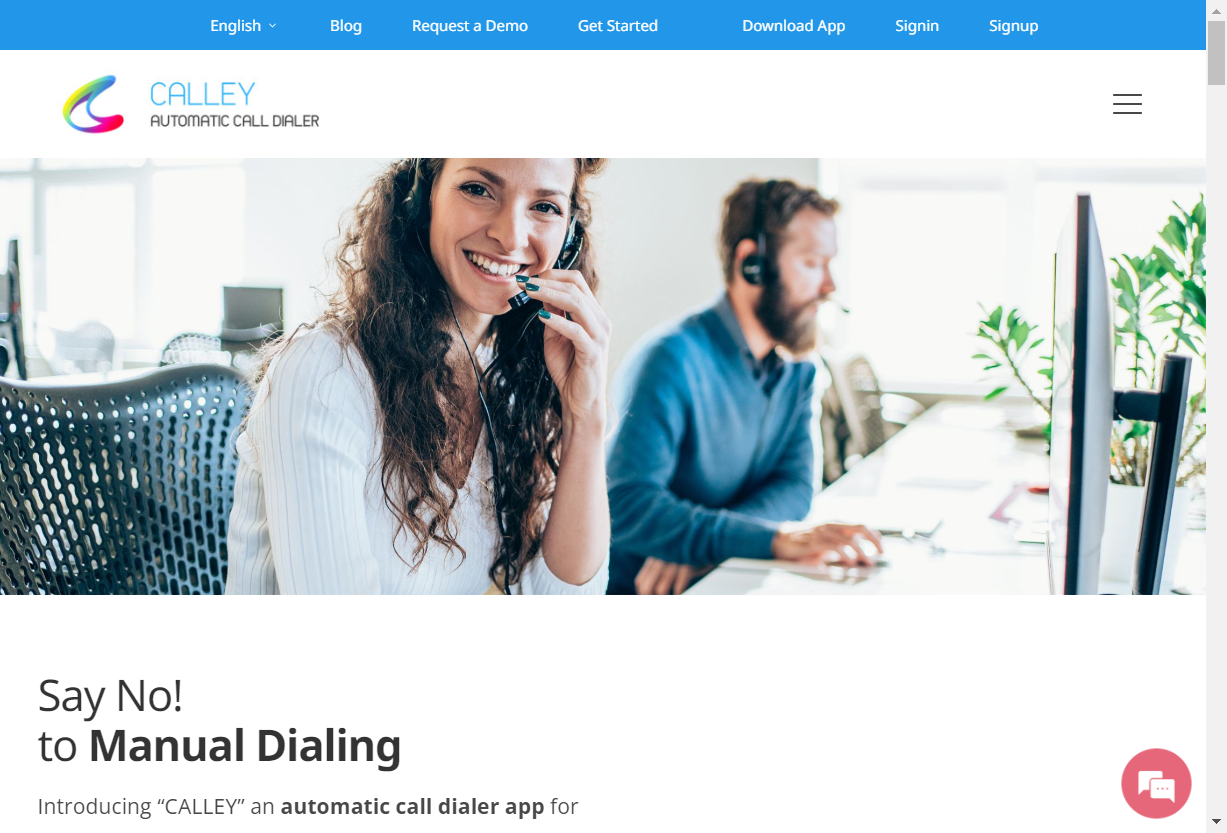 English Blog Request a Demo Get Started Download App Signin Signup
CALLEY
AUTOMATIC CALL DIALER
Say No!
to Manual Dialing
Introducing “CALLEY” an automatic call dialer app for